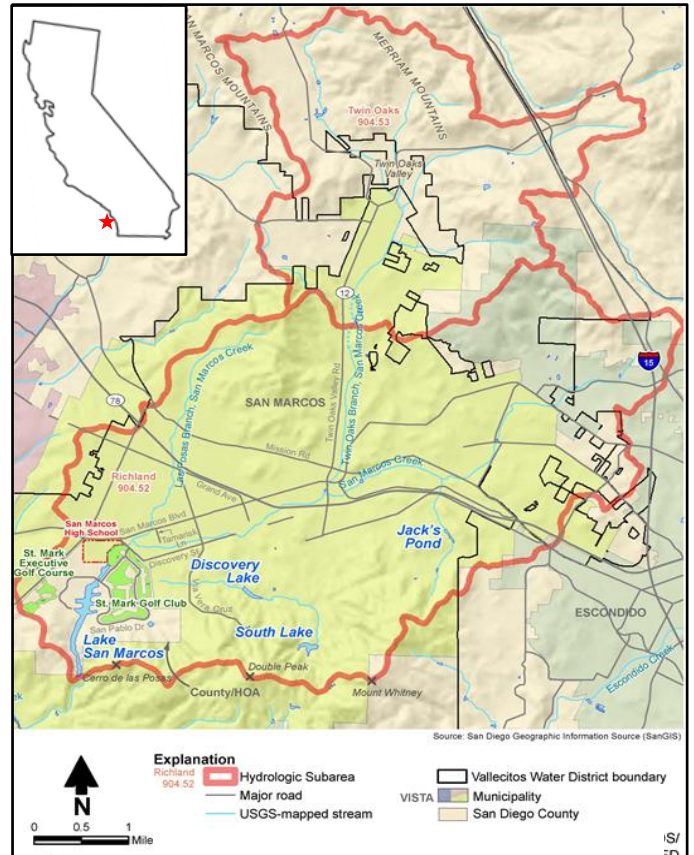 SAN MARCOS
MOUNTAINS
MERRIAM MOUNTAINS
Twin Oaks
904.53
Twin Oaks
Valley
12
Twin Oaks Valley Rd
Twin Oaks Branch, San Marcos Creek
Las Posas Branch, San Marcos Creek
15
78
SAN MARCOS
Mission Rd
San Marcos Creek
Richland
904.52
Grand Ave
San Marcos Blvd
San Marcos
High School
Tamarisk
Ln
Discovery St
St. Mark
Executive
Golf Course
Discovery
Lake
Jack's
Pond
St. Mark Golf Club
Via Vera Cruz
ESCONDIDO
San Pablo Dr
South Lake
Lake
San Marcos
Escondido Creek
Double Peak
Cerro de las Posas
County/HOA
Mount Whitney
Source: San Diego Geographic Information Source (SanGIS)
Explanation
Richland
904.52
Hydrologic Subarea
Major road
USGS-mapped stream
Vallecitos Water District boundary
VISTA
Municipality
San Diego County
N
0 .5 1
Mile